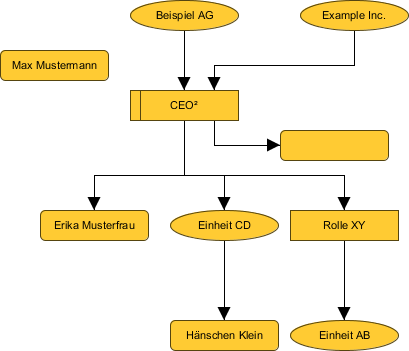 Beispiel AG
Example Inc.
Max Mustermann
CEO²
Erika Musterfrau
Einheit CD
Rolle XY
Hänschen Klein
Einheit AB